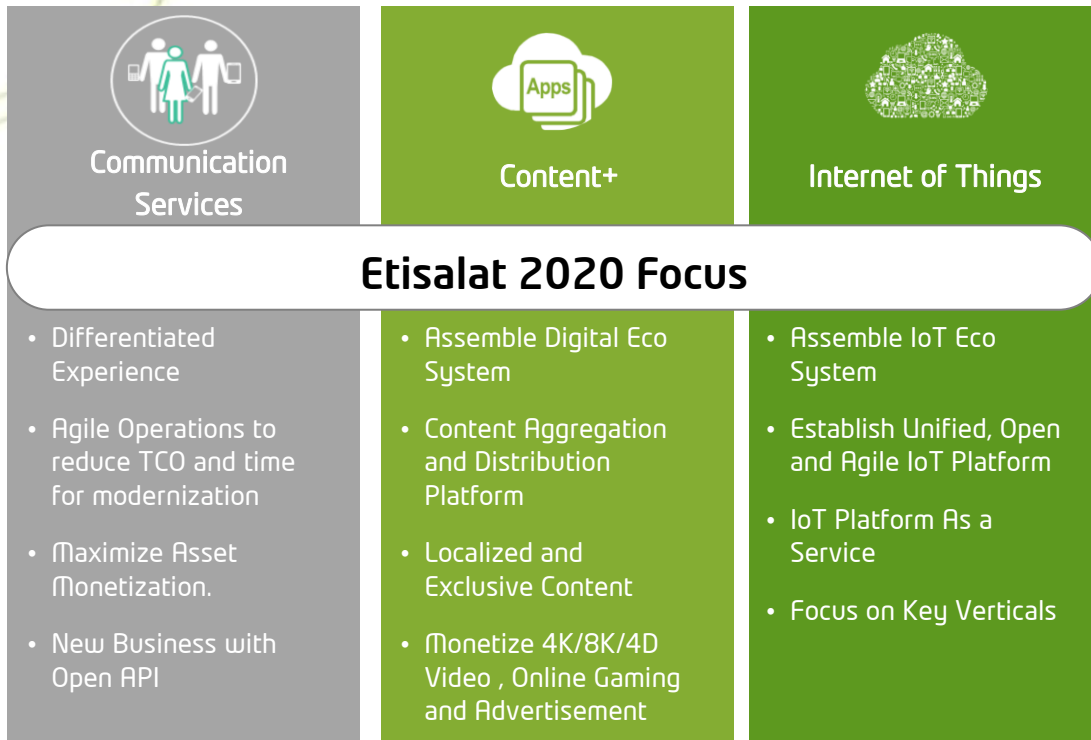 Apps
Communication
Services
Content+
Internet of Things
Etisalat 2020 Focus
• Differentiated
Experience
• Agile Operations to
reduce TCO and time
for modernization
• Maximize Asset
Monetization.
• New Business with
Open API
• Assemble Digital Eco
System
• Content Aggregation
and Distribution
Platform
• Localized and
Exclusive Content
• Monetize 4K/8K/4D
Video , Online Gaming
and Advertisement
• Assemble IoT Eco
System
• Establish Unified, Open
and Agile IoT Platform
• IoT Platform As a
Service
• Focus on Key Verticals